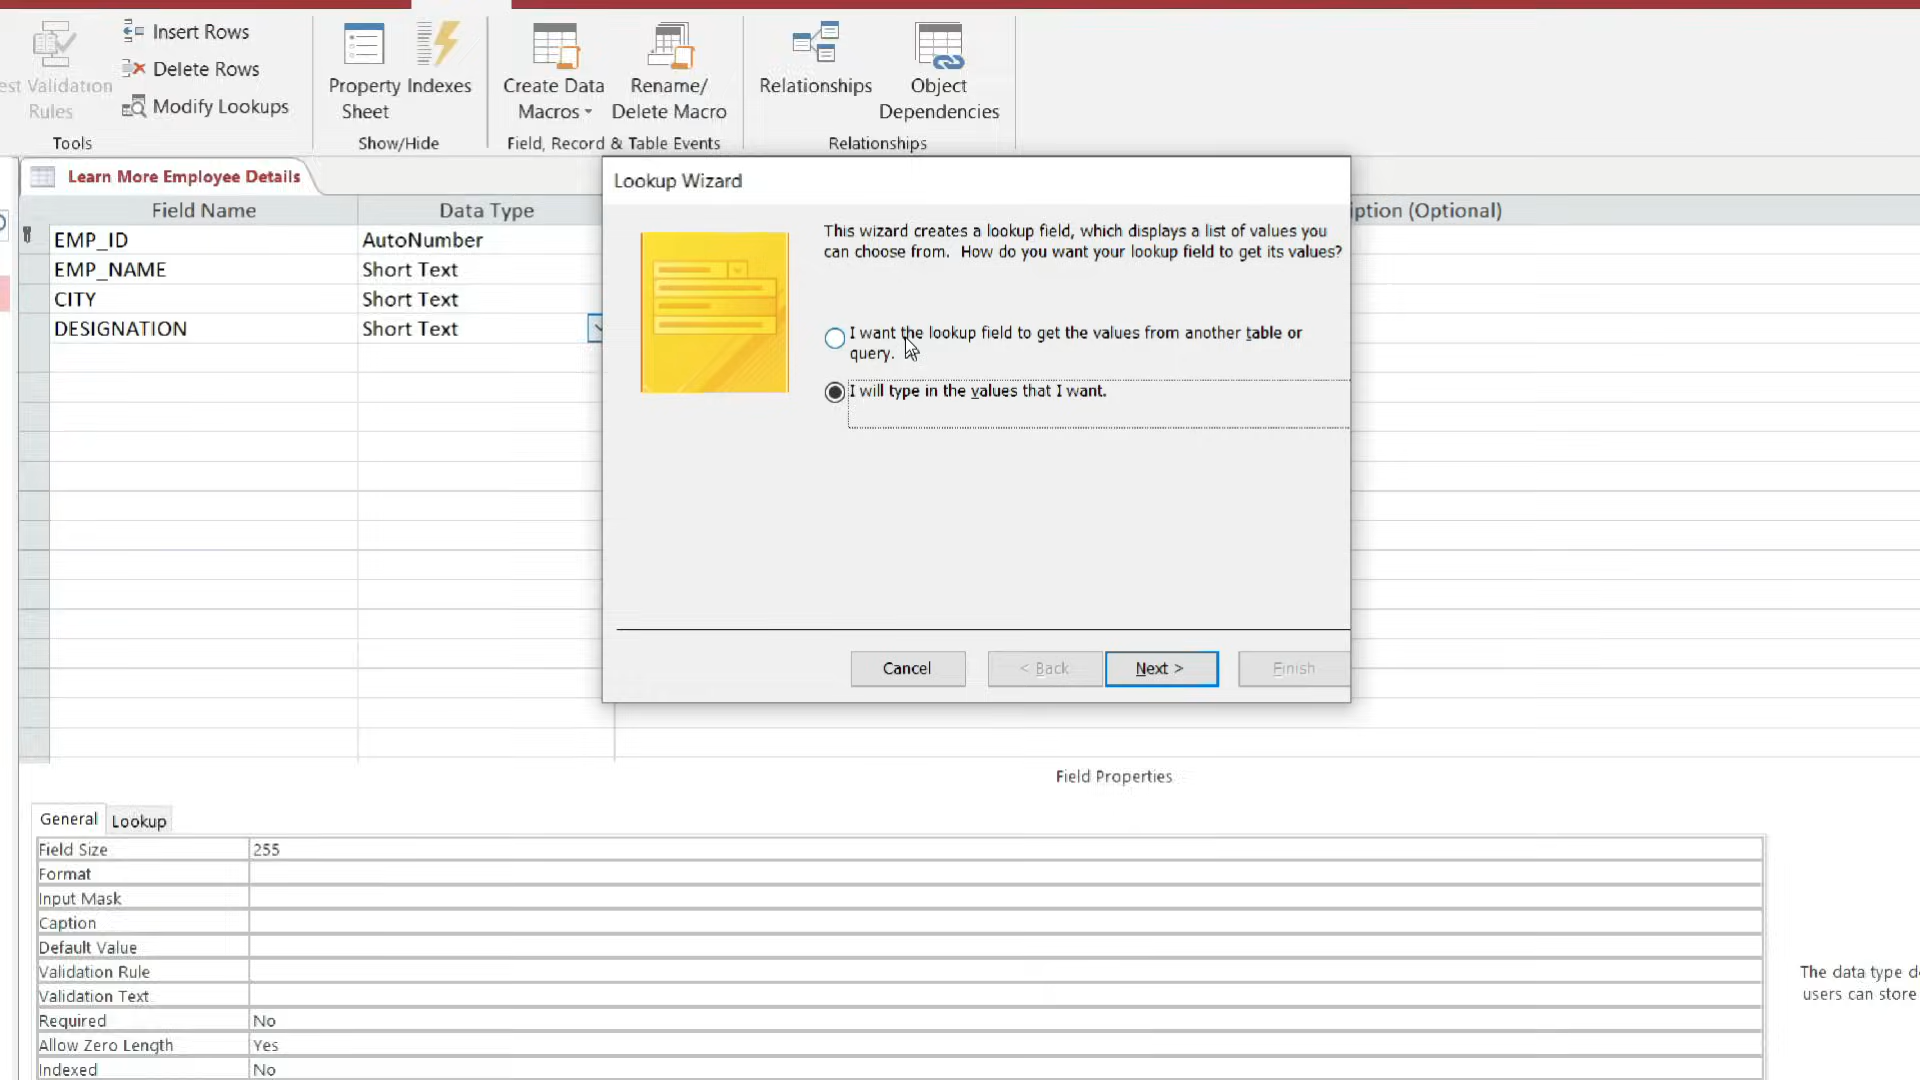 Insert Rows
Delete Rows
Modify Lookups
Validation
Rules
Tools
Property
Sheet
Indexes
Show/Hide
Create Data
Macros
Rename/
Delete Macro
Field, Record & Table Events
Relationships
Object
Dependencies
Relationships
Learn More Employee Details
Field Name Data Type (Optional)
EMP_ID AutoNumber
EMP_NAME Short Text
CITY Short Text
DESIGNATION Short Text
Lookup Wizard
This wizard creates a lookup field, which displays a list of values you
can choose from. How do you want your lookup field to get its values?
I want the lookup field to get the values from another table or
query.
I will type in the values that I want.
Cancel < Back Next > Finish
Field Properties
General Lookup
Field Size 255
Format
Input Mask
Caption
Default Value
Validation Rule
Validation Text
Required No
Allow Zero Length Yes
Indexed No
The data type
users can store